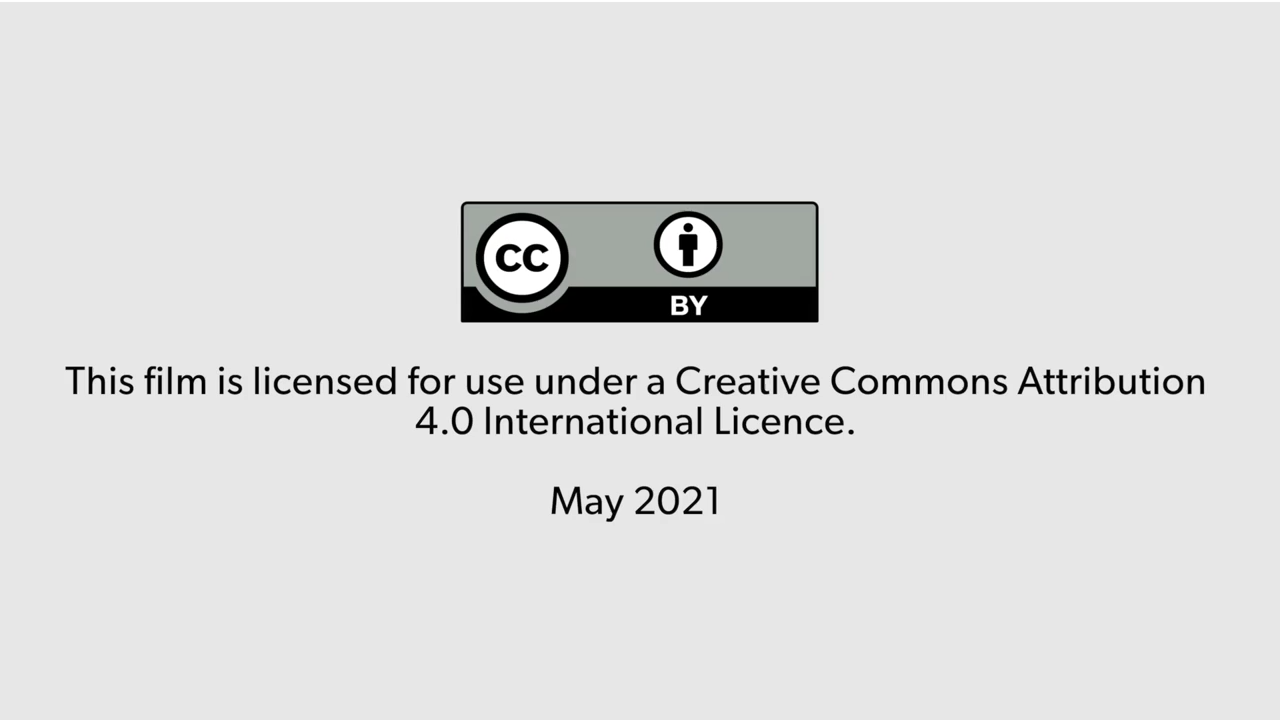 CC
BY
This film is licensed for use under a Creative Commons Attribution
4.0 International Licence.
May 2021